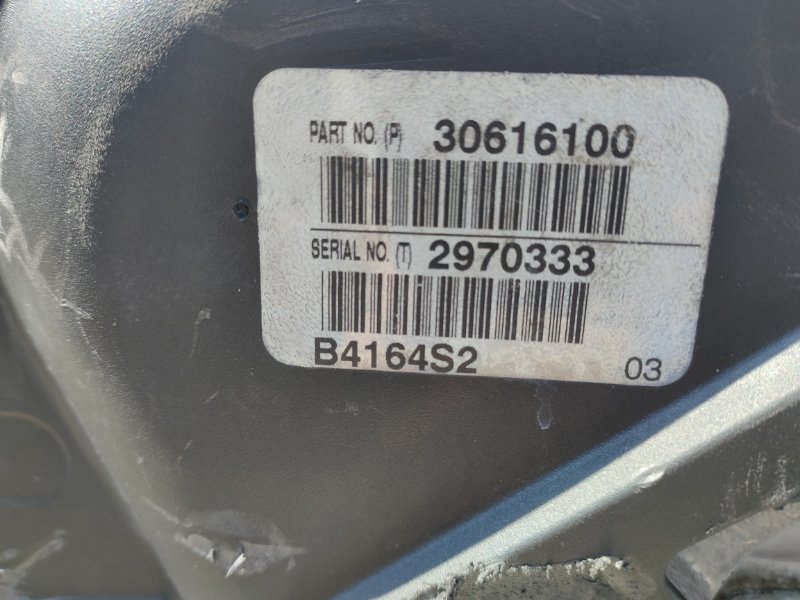 PART NO. (P) 30616100
SERIAL NO. (T) 2970333
B4164S2 03